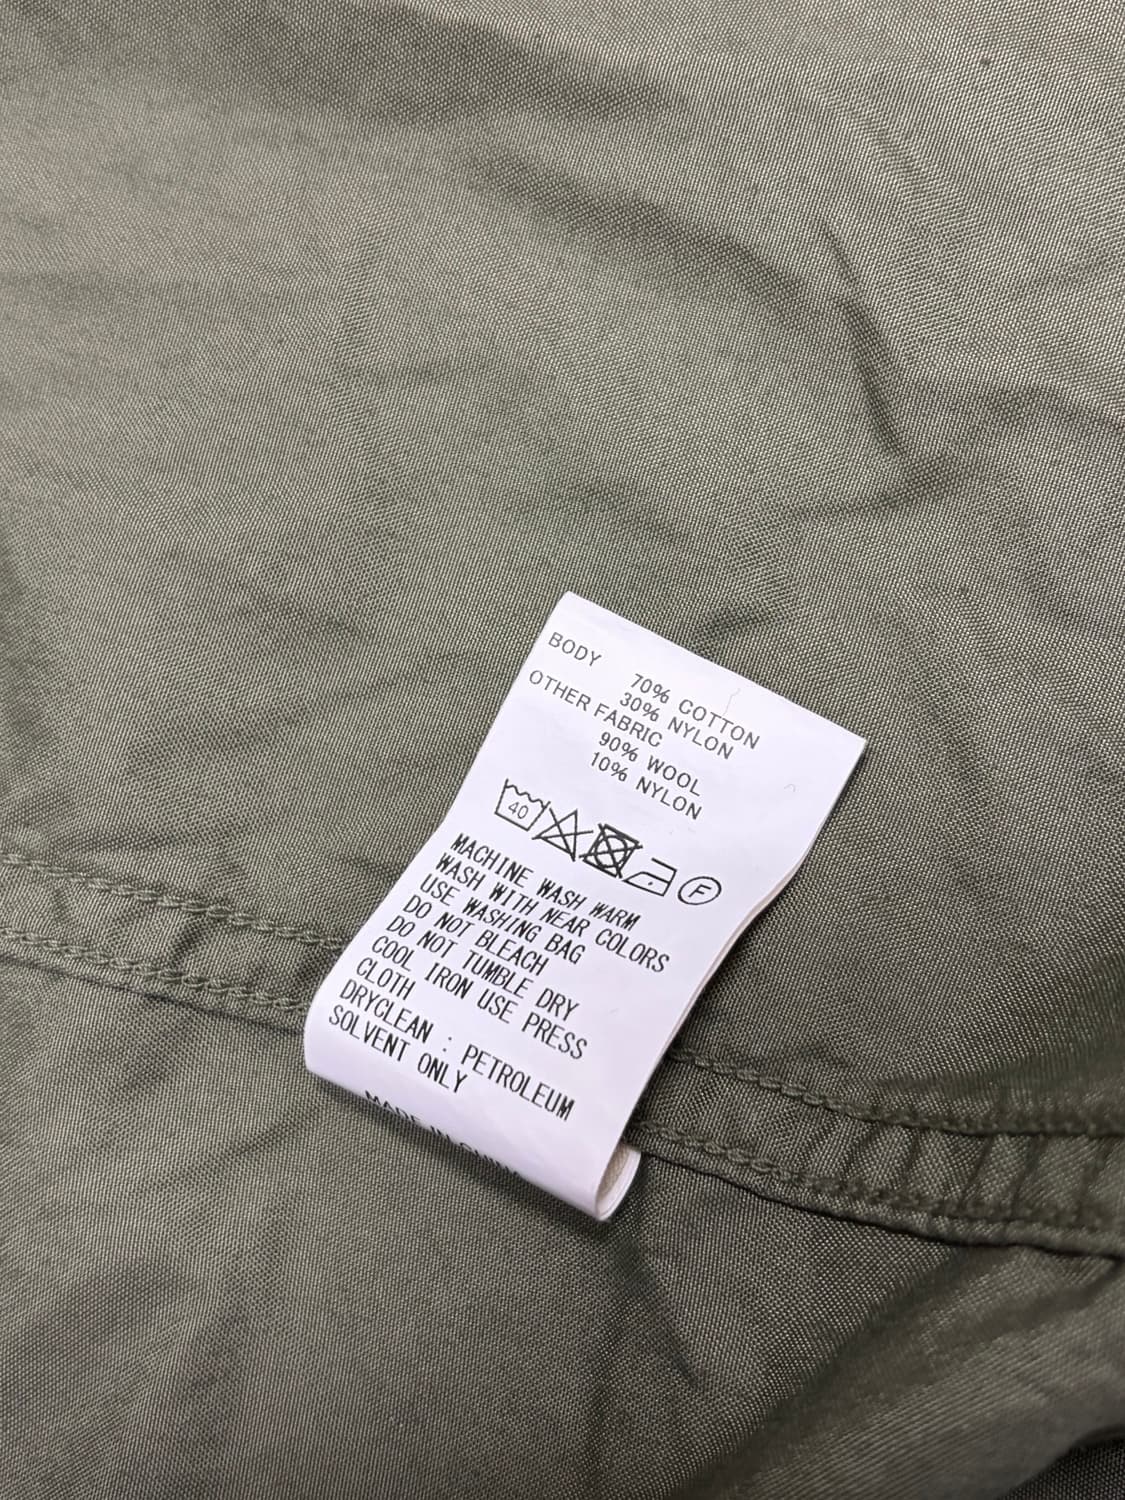 BODY
70% COTTON
30% NYLON
OTHER FABRIC
90% WOOL
10% NYLON
40 F
MACHINE WASH WARM
WASH WITH NEAR COLORS
USE WASHING BAG
DO NOT BLEACH
DO NOT TUMBLE DRY
COOL IRON USE PRESS
CLOTH
DRYCLEAN : PETROLEUM
SOLVENT ONLY
MADE IN